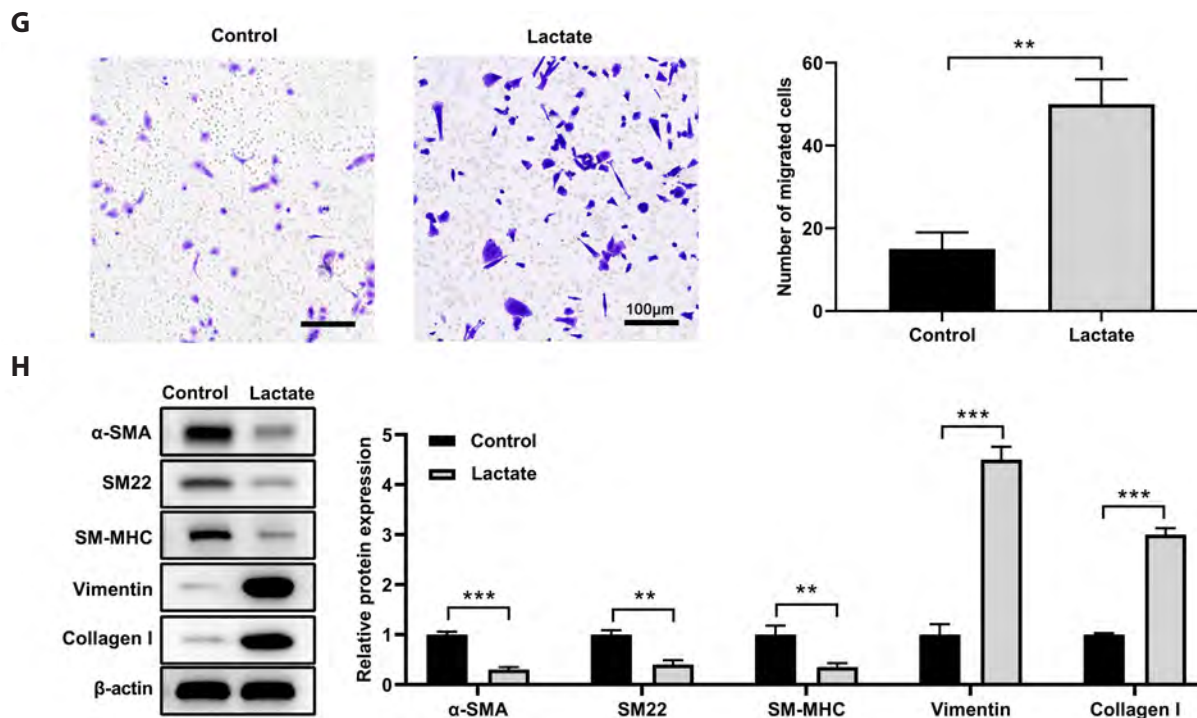 G
Control
Lactate
100μm
Number of migrated cells
60
40
20
0
**
Control
Lactate
H
Control Lactate
α-SMA
SM22
SM-MHC
Vimentin
Collagen I
β-actin
Relative protein expression
5
4
3
2
1
0
Control
Lactate
***
**
**
***
***
α-SMA
SM22
SM-MHC
Vimentin
Collagen I